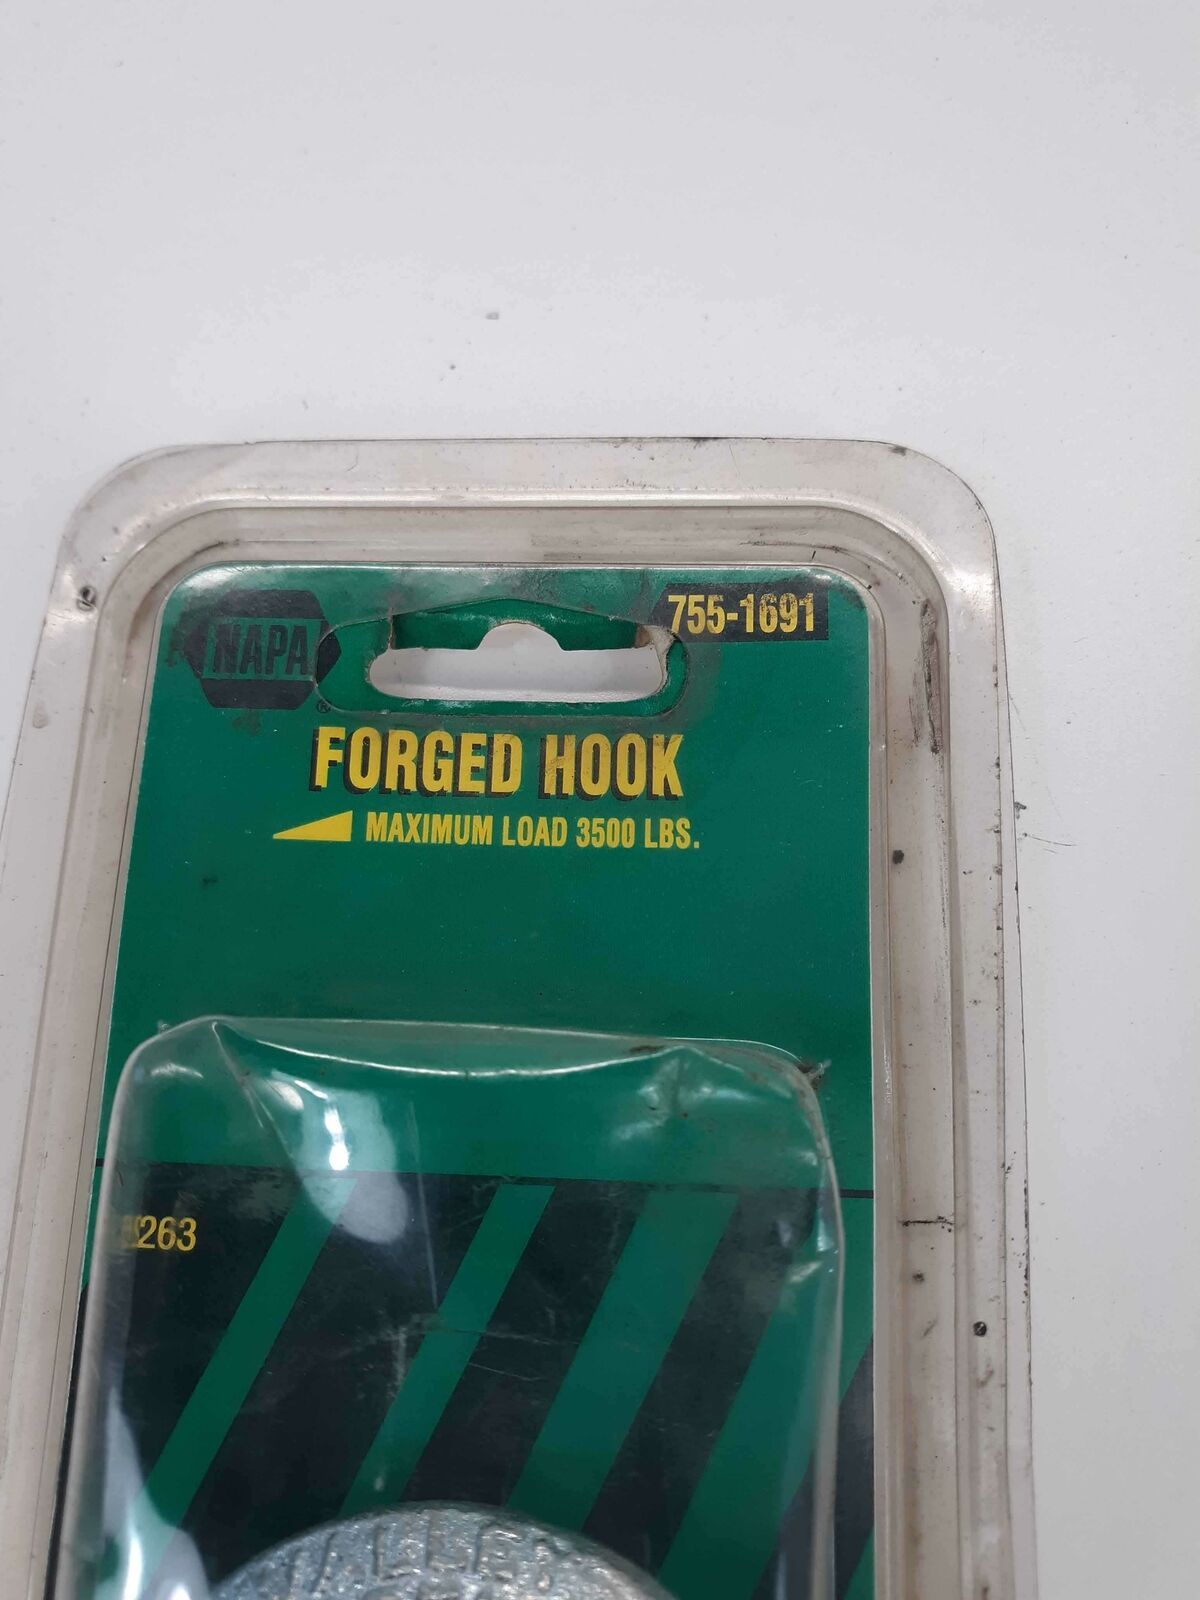 NAPA
®
755-1691
FORGED HOOK
MAXIMUM LOAD 3500 LBS.